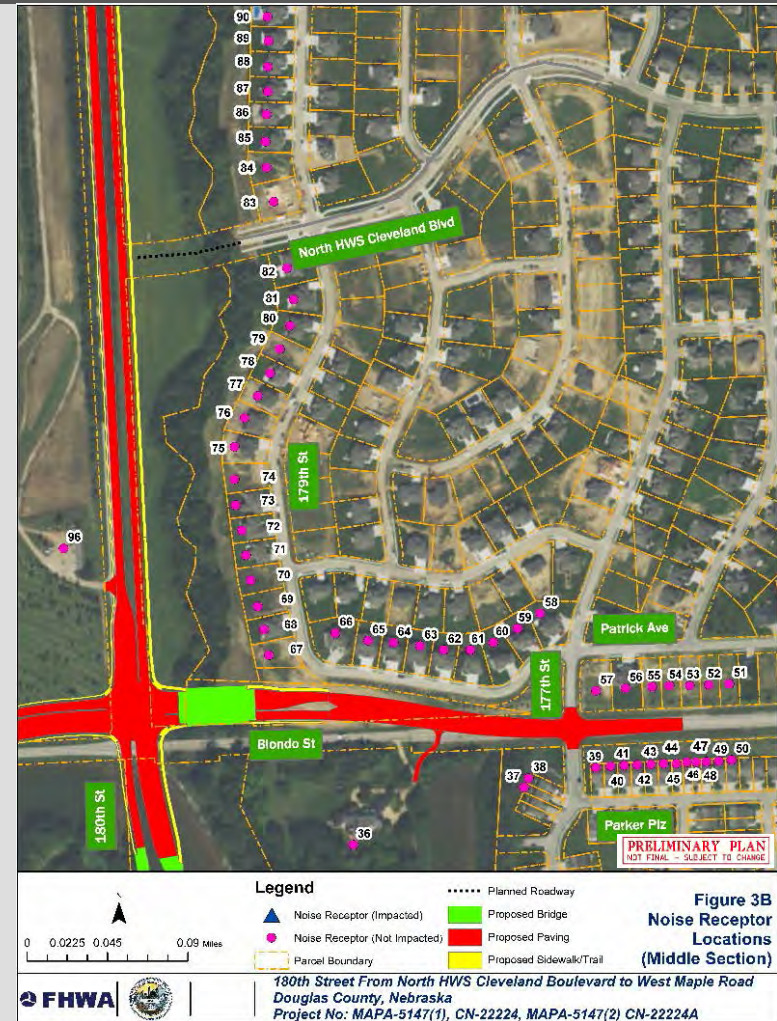 90
89
88
87
86
85
84
83
North HWS Cleveland Blvd
82
81
80
79
78
77
76
75
179th St
74
73
72
96
71
70
59
58
59
68
60
66
65
64
63
62
61
67
177th St
Patrick Ave
57
56
55
54
53
52
51
Blondo St
180th St
39
41
43
44
47
49
50
38
37
40
42
45
46
48
Parker Plz
36
PRELIMINARY PLAN
NOT FINAL - SUBJECT TO CHANGE
Legend
Noise Receptor (Impacted)
Noise Receptor (Not Impacted)
Parcel Boundary
Planned Roadway
Proposed Bridge
Proposed Paving
Proposed Sidewalk/Trail
Figure 3B
Noise Receptor
Locations
(Middle Section)
0 0.0225 0.045 0.09 Miles
FHWA
180th Street From North HWS Cleveland Boulevard to West Maple Road
Douglas County, Nebraska
Project No: MAPA-5147(1), CN-22224, MAPA-5147(2) CN-22224A